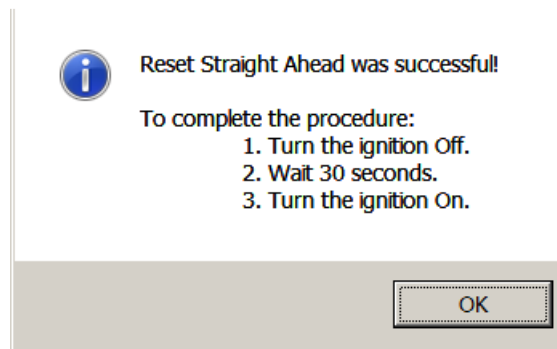 Reset Straight Ahead was successful!
To complete the procedure:
1. Turn the ignition Off.
2. Wait 30 seconds.
3. Turn the ignition On.
OK